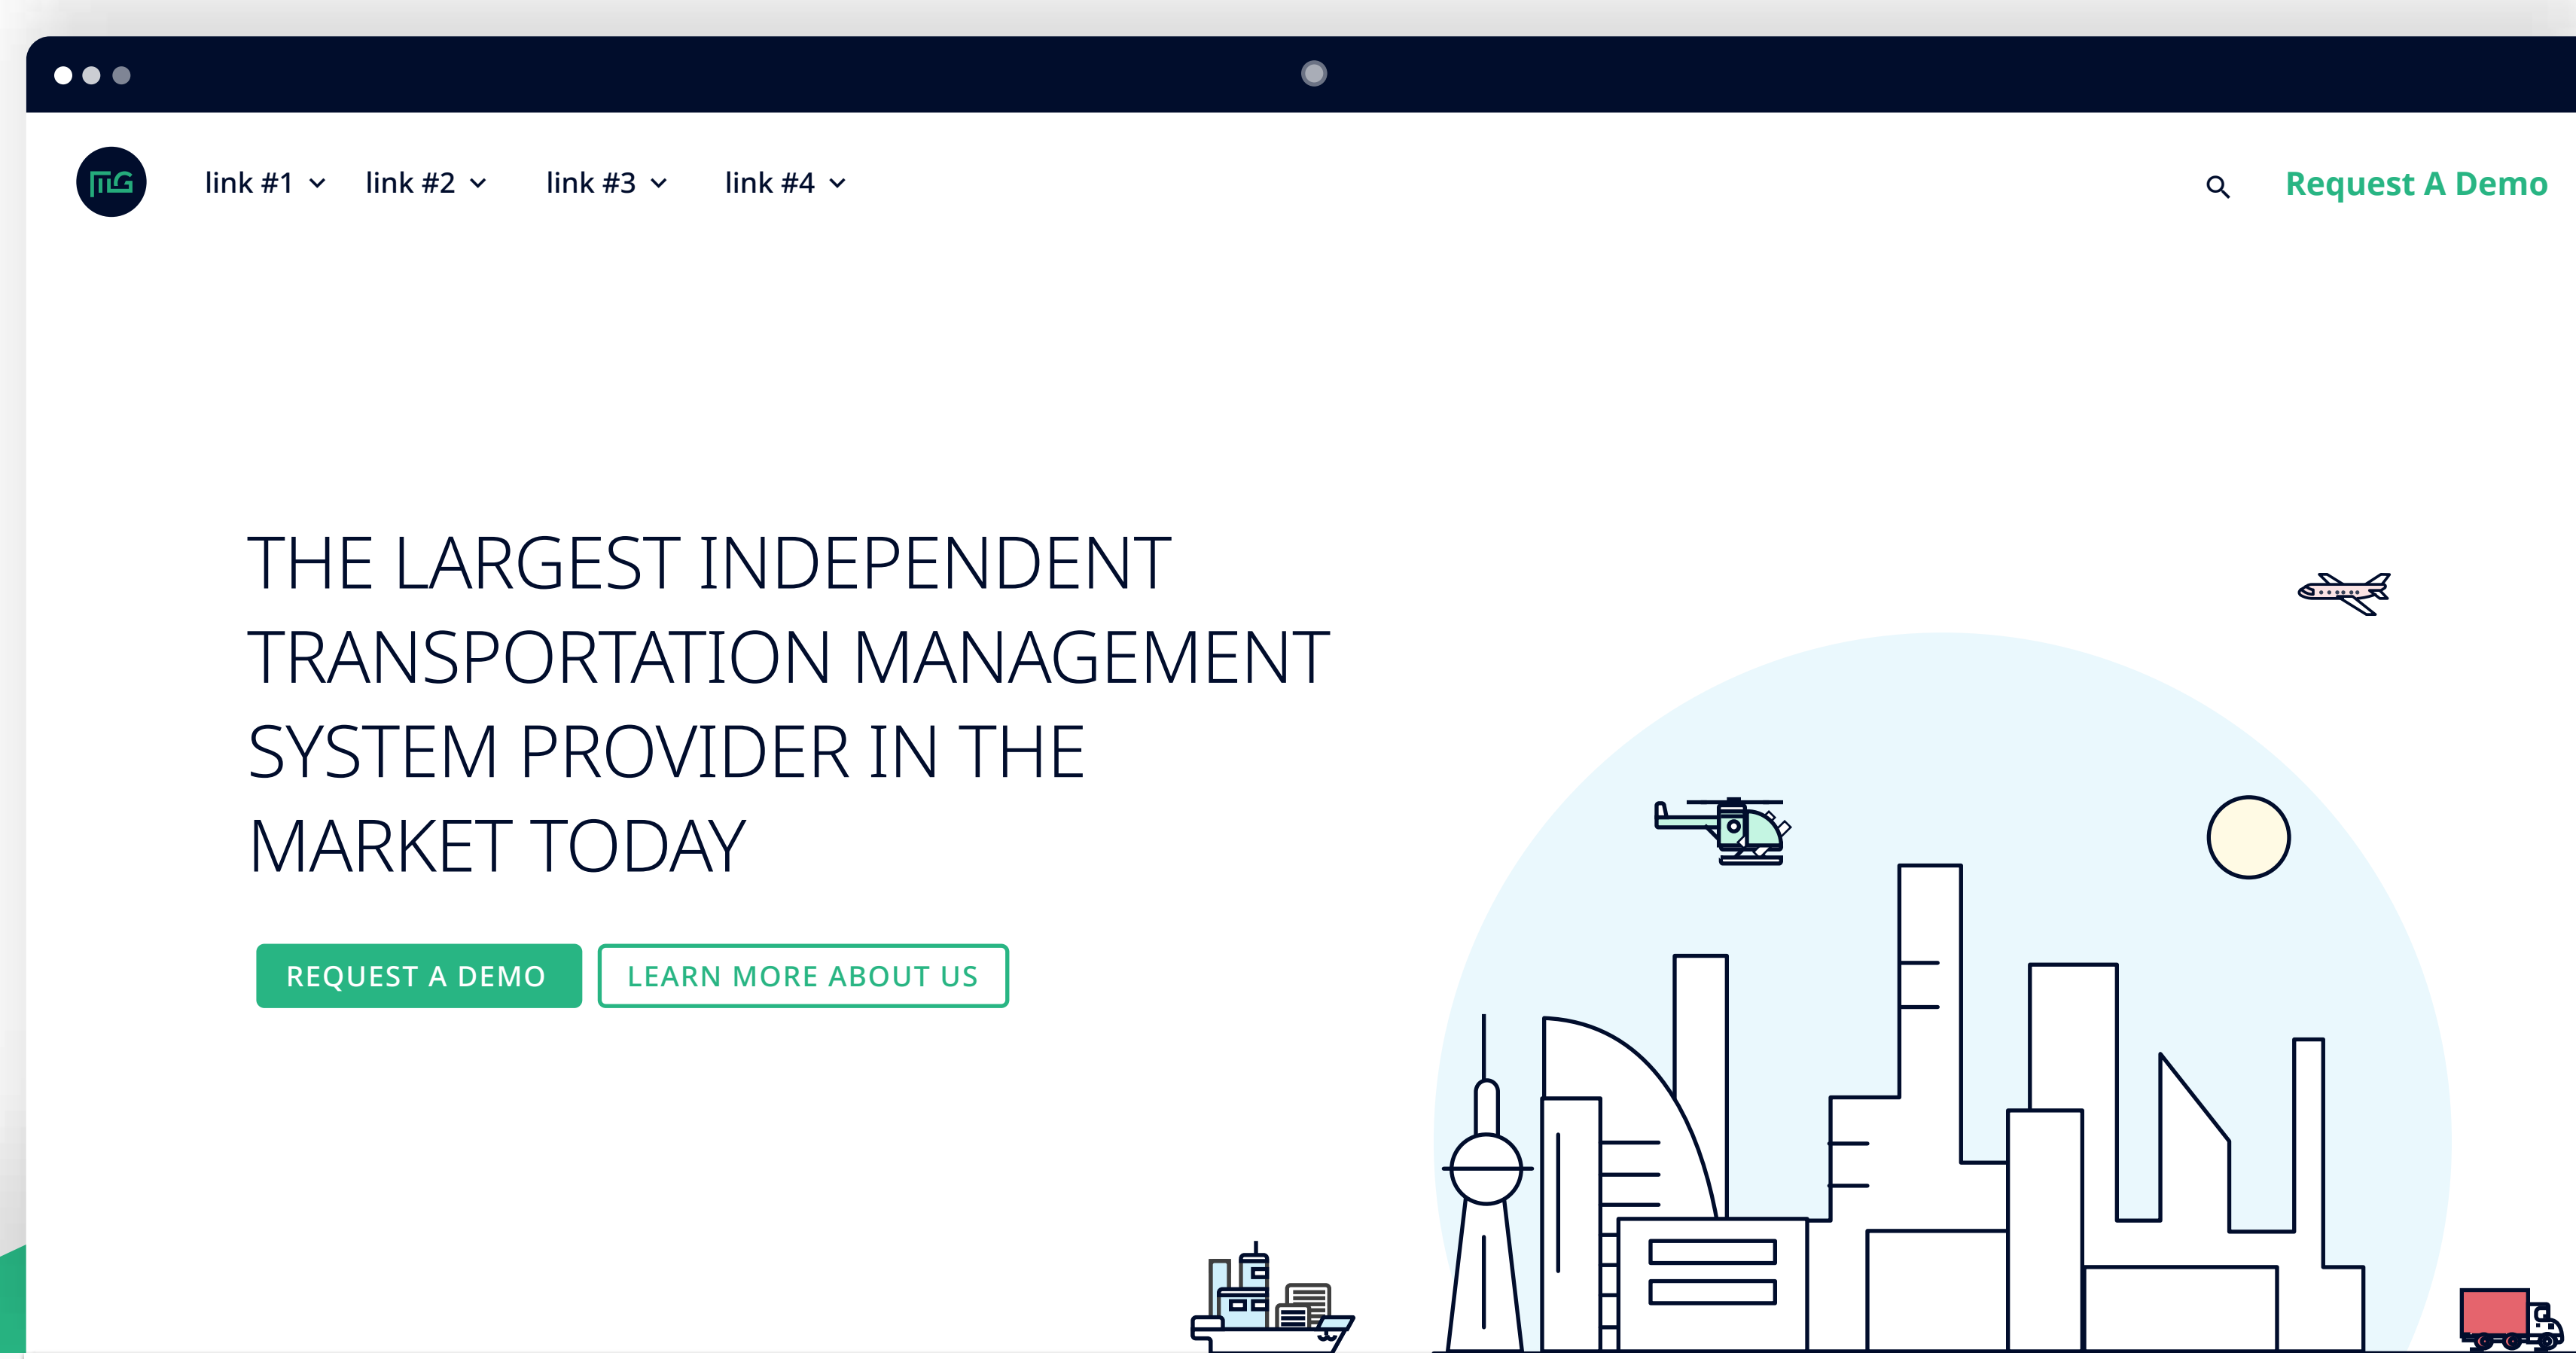 MG
link #1 link #2 link #3 link #4 Request A Demo
THE LARGEST INDEPENDENT
TRANSPORTATION MANAGEMENT
SYSTEM PROVIDER IN THE
MARKET TODAY
REQUEST A DEMO LEARN MORE ABOUT US